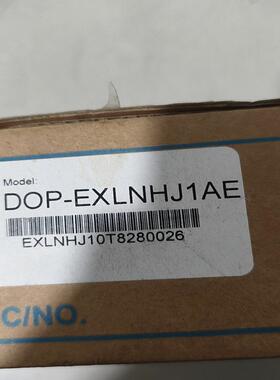 Model:
DOP-EXLNHJ1AE
EXLNHJ10T8280026
C/NO.